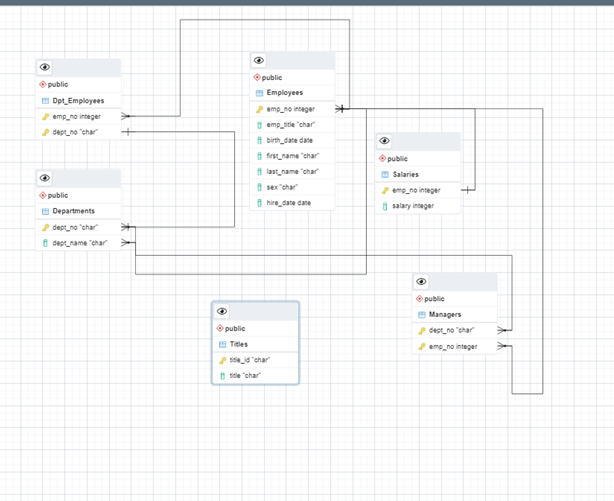 public
Dpt_Employees
emp_no integer
dept_no "char"
public
Departments
dept_no "char"
dept_name "char"
public
Employees
emp_no integer
emp_title "char"
birth_date date
first_name "char"
last_name "char"
sex "char"
hire_date date
public
Salaries
emp_no integer
salary integer
public
Titles
title_id "char"
title "char"
public
Managers
dept_no "char"
emp_no integer